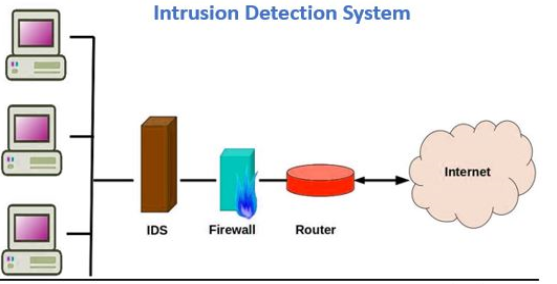 Intrusion Detection System
Internet
IDS
Firewall
Router